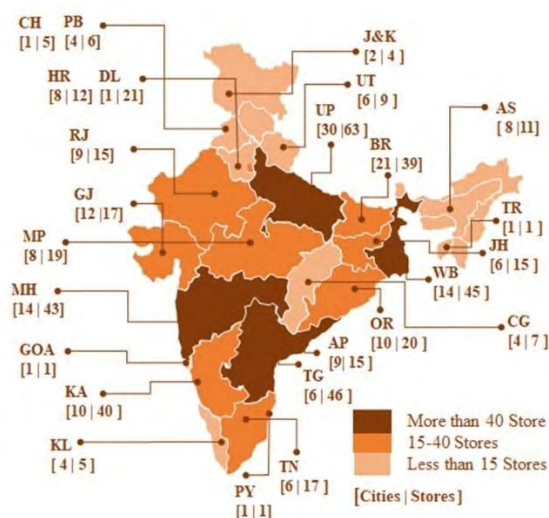 CH
[1 | 5]
PB
[4 | 6]
J&K
[2 | 4]
HR
[8 | 12]
DL
[1 | 21]
UT
[6 | 9]
UP
[30 | 63]
AS
[ 8 | 11]
RJ
[9 | 15]
BR
[21 | 39]
GJ
[12 | 17]
TR
[1 | 1]
MP
[8 | 19]
JH
[6 | 15]
WB
[14 | 45]
MH
[14 | 43]
OR
[10 | 20 ]
CG
[4 | 7]
GOA
[1 | 1]
AP
[9 | 15]
TG
[6 | 46]
KA
[10 | 40 ]
KL
[ 4 | 5]
TN
[6 | 17]
PY
[1 | 1]
More than 40 Store
15-40 Stores
Less than 15 Stores
[Cities | Stores]